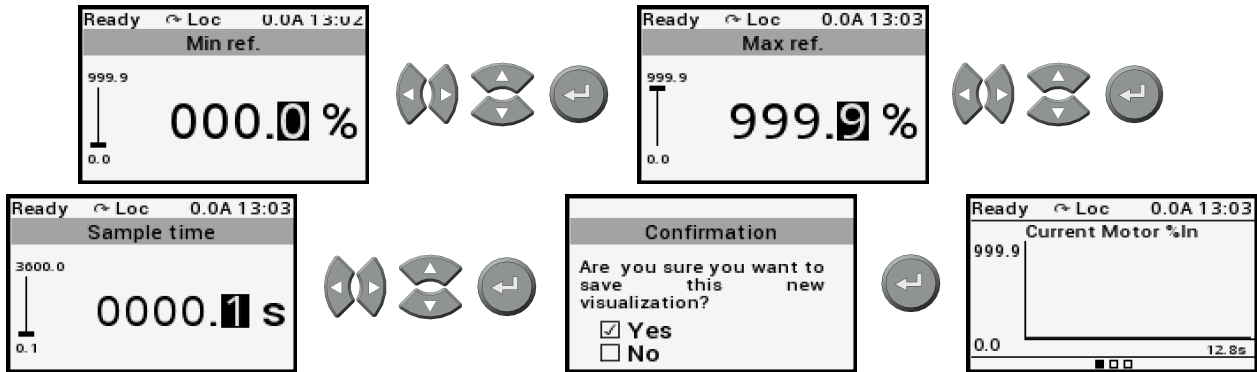 Ready Loc 0.0A 13:02
Min ref.
999.9
000.0 %
0.0
Ready Loc 0.0A 13:03
Max ref.
999.9
999.9 %
0.0
Ready Loc 0.0A 13:03
Sample time
3600.0
0000.1 s
0.1
Confirmation
Are you sure you want to
save this new
visualization?
Yes
No
Ready Loc 0.0A 13:03
Current Motor %In
999.9
0.0
12.8s